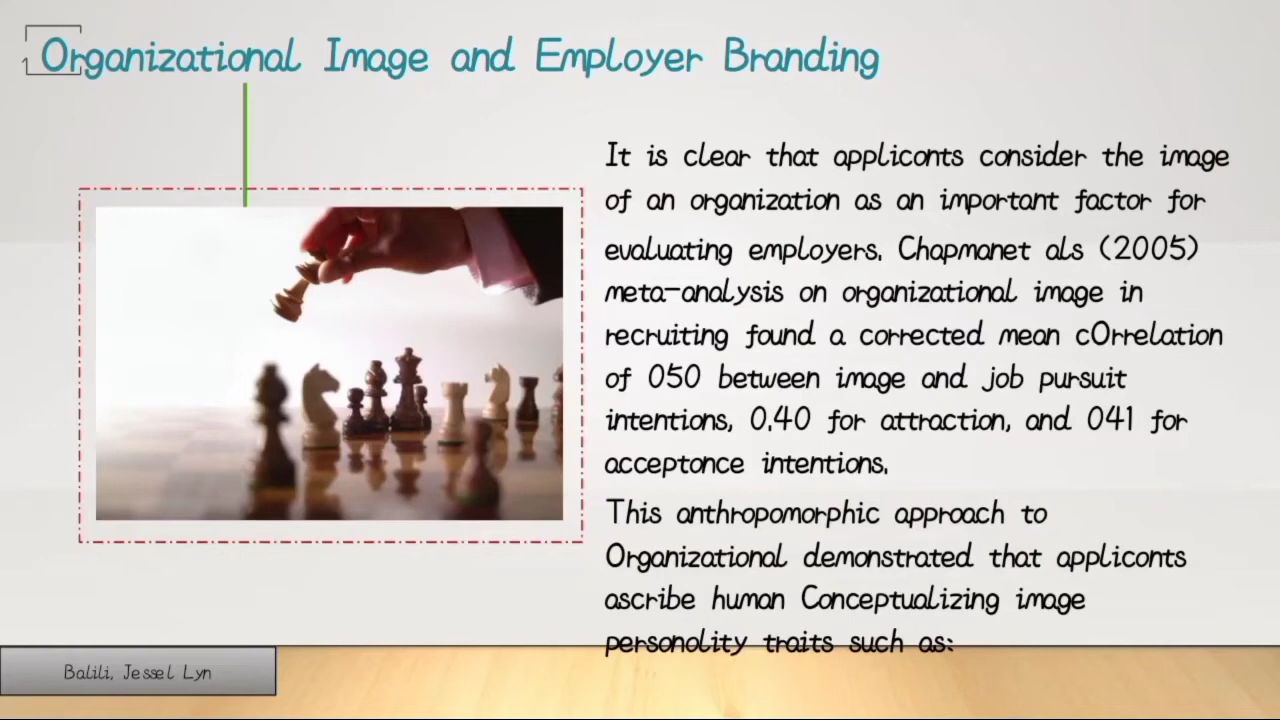 Organizational Image and Employer Branding
It is clear that appliconts consider the image
of an organization as an important factor for
evaluating employers. Chapmanet als (2005)
meta-analysis on organizational image in
recruiting found a corrected mean cOrrelation
of 050 between image and job pursuit
intentions, 0.40 for attraction, and 041 for
acceptonce intentions.
This anthropomorphic approach to
Organizational demonstrated that appliconts
ascribe human Conceptualizing image
personolity traits such as:
Balili, Jessel Lyn